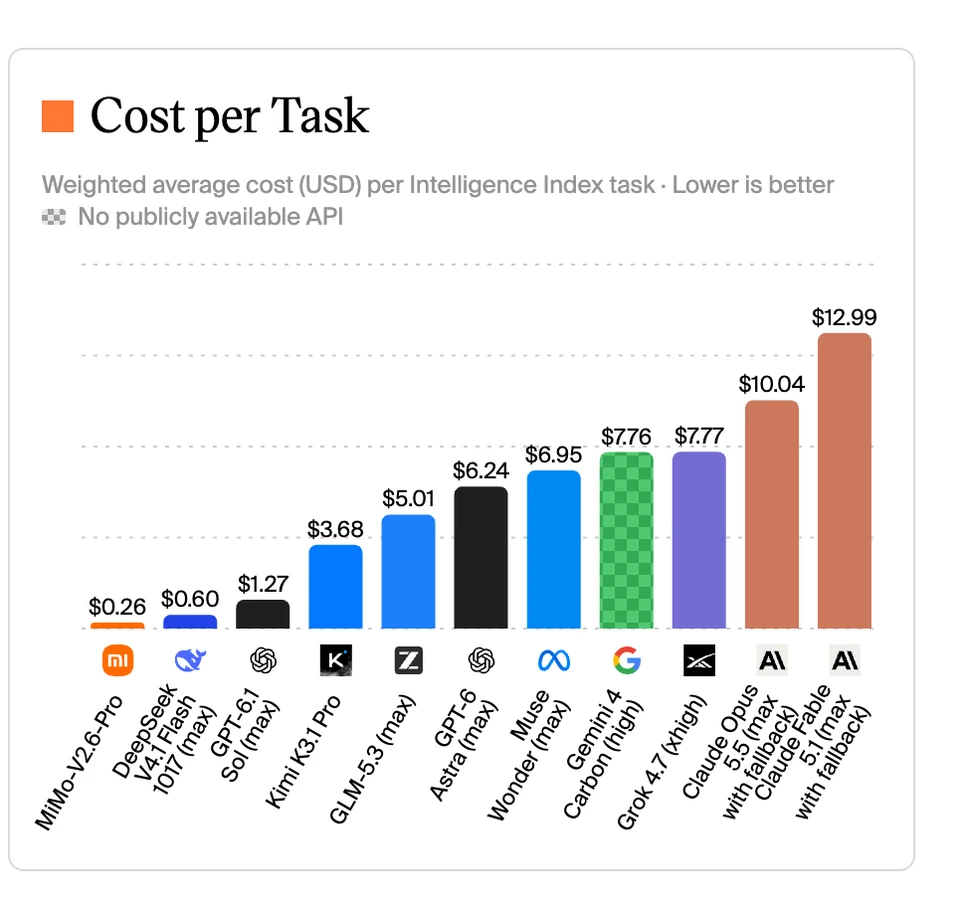 Cost per Task
Weighted average cost (USD) per Intelligence Index task · Lower is better
No publicly available API
$0.26
$0.60
$1.27
$3.68
$5.01
$6.24
$6.95
$7.76
$7.77
$10.04
$12.99
MiMo-V2.6-Pro
DeepSeek
V4.1 Flash
1017 (max)
GPT-6.1
Sol (max)
Kimi K3.1 Pro
GLM-5.3 (max)
GPT-6
Astra (max)
Muse
Wonder (max)
Gemini 4
Carbon (high)
Grok 4.7 (xhigh)
Claude Opus
5.5 (max
with fallback)
Claude Fable
5.1 (max
with fallback)